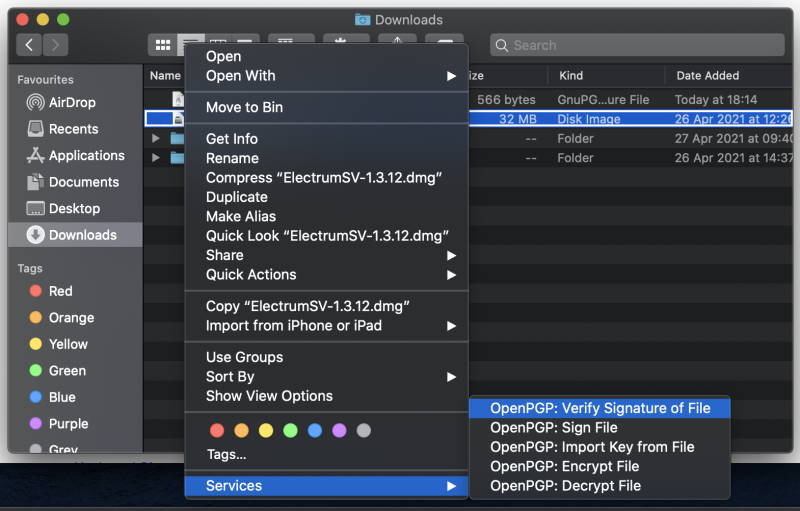 Downloads
Search
Favourites
AirDrop
Recents
Applications
Documents
Desktop
Downloads
Tags
Red
Orange
Yellow
Green
Blue
Purple
Grey
Name
ize
Kind
Date Added
566 bytes
GnuPG...ure File
Today at 18:14
32 MB
Disk Image
26 Apr 2021 at 12:26
--
Folder
27 Apr 2021 at 09:40
--
Folder
26 Apr 2021 at 14:37
Open
Open With
Move to Bin
Get Info
Rename
Compress “ElectrumSV-1.3.12.dmg”
Duplicate
Make Alias
Quick Look “ElectrumSV-1.3.12.dmg”
Share
Quick Actions
Copy “ElectrumSV-1.3.12.dmg”
Import from iPhone or iPad
Use Groups
Sort By
Show View Options
Tags...
Services
OpenPGP: Verify Signature of File
OpenPGP: Sign File
OpenPGP: Import Key from File
OpenPGP: Encrypt File
OpenPGP: Decrypt File